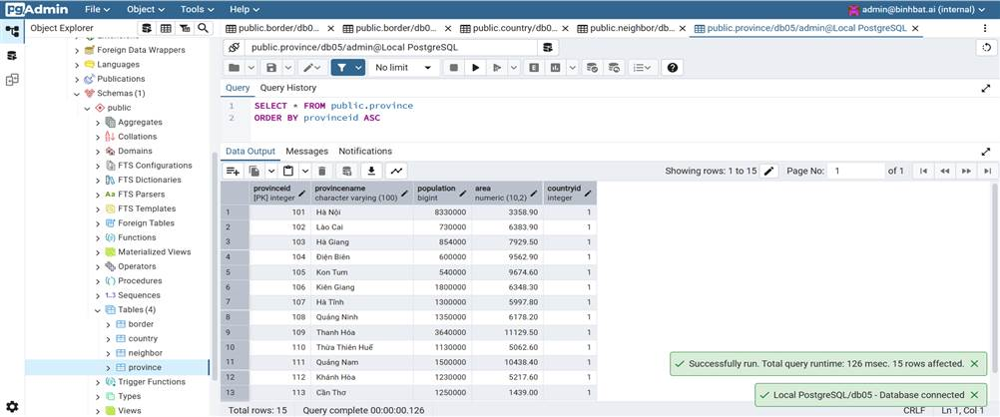 pgAdmin File Object Tools Help admin@binhbat.ai (internal)
Object Explorer
public.border/db0... public.border/db0... public.country/db0... public.neighbor/db... public.province/db05/admin@Local PostgreSQL
public.province/db05/admin@Local PostgreSQL
No limit
Query Query History
1 SELECT * FROM public.province
2 ORDER BY provinceid ASC
Foreign Data Wrappers
Languages
Publications
Schemas (1)
public
Aggregates
Collations
Domains
FTS Configurations
FTS Dictionaries
FTS Parsers
FTS Templates
Foreign Tables
Functions
Materialized Views
Operators
Procedures
Sequences
Tables (4)
border
country
neighbor
province
Trigger Functions
Types
Views
Data Output Messages Notifications
Showing rows: 1 to 15 Page No: 1 of 1
provinceid provincename population area countryid
[PK] integer character varying (100) bigint numeric (10,2) integer
1 101 Hà Nội 8330000 3358.90 1
2 102 Lào Cai 730000 6383.90 1
3 103 Hà Giang 854000 7929.50 1
4 104 Điện Biên 600000 9562.90 1
5 105 Kon Tum 540000 9674.60 1
6 106 Kiên Giang 1800000 6348.30 1
7 107 Hà Tĩnh 1300000 5997.80 1
8 108 Quảng Ninh 1350000 6178.20 1
9 109 Thanh Hóa 3640000 11129.50 1
10 110 Thừa Thiên Huế 1130000 5062.60 1
11 111 Quảng Nam 1500000 10438.40 1
12 112 Khánh Hòa 1230000 5217.60 1
13 113 Cần Thơ 1250000 1439.00 1
Successfully run. Total query runtime: 126 msec. 15 rows affected.
Local PostgreSQL/db05 - Database connected
Total rows: 15 Query complete 00:00:00.126 CRLF Ln 1, Col 1